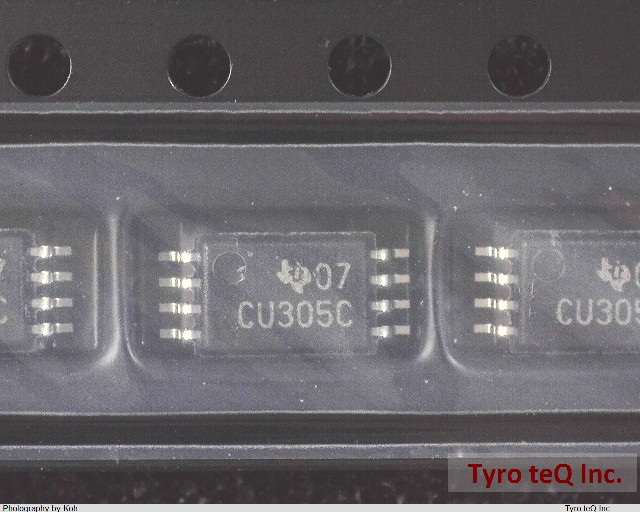 07
CU305C
CU305
Tyro teQ Inc.
Photography by Koh
Tyro teQ Inc.